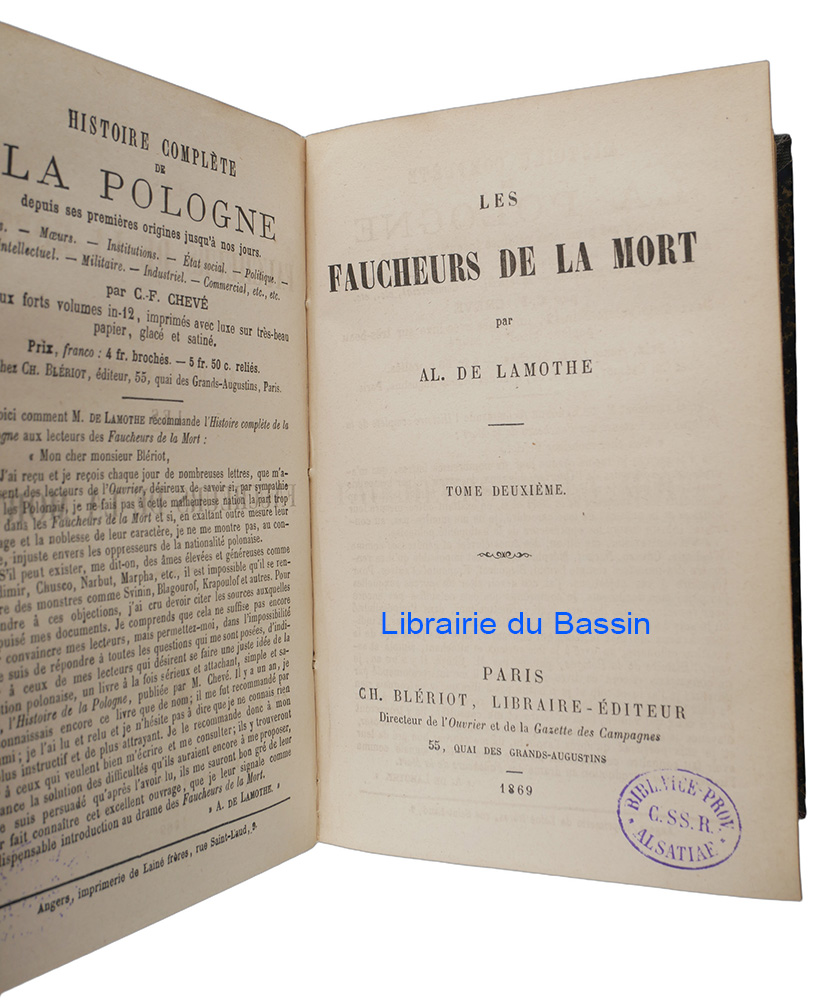 HISTOIRE COMPLÈTE
DE
LA POLOGNE
depuis ses premières origines jusqu'à nos jours.
— Mœurs. — Institutions. — État social. — Politique. —
Intellectuel. — Militaire. — Industriel. — Commercial, etc., etc.
par C.-F. CHEVÉ
forts volumes in-12, imprimés avec luxe sur très-beau
papier, glacé et satiné.
Prix, franco : 4 fr. brochés. — 5 fr. 50 c. reliés.
CH. BLÉRIOT, éditeur, 55, quai des Grands-Augustins, Paris.
comment M. DE LAMOTHE recommande l'Histoire complète de la
aux lecteurs des Faucheurs de la Mort :
« Mon cher monsieur Blériot,
J'ai reçu et je reçois chaque jour de nombreuses lettres, que m'a-
des lecteurs de l'Ouvrier, désireux de savoir si, par sympathie
les Polonais, je ne fais pas à cette malheureuse nation la part trop
dans les Faucheurs de la Mort et si, en exaltant outre mesure leur
et la noblesse de leur caractère, je ne me montre pas, au con-
injuste envers les oppresseurs de la nationalité polonaise.
S'il peut exister, me dit-on, des âmes élevées et généreuses comme
Chusco, Narbut, Marpha, etc., il est impossible qu'il se ren-
des monstres comme Svinin, Blagourof, Krapoulof et autres. Pour
à ces objections, j'ai cru devoir citer les sources auxquelles
mes documents. Je comprends que cela ne suffise pas encore
convaincre mes lecteurs, mais permettez-moi, dans l'impossibilité
suis de répondre à toutes les questions qui me sont posées, d'indi-
à ceux de mes lecteurs qui désirent se faire une juste idée de la
polonaise, un livre à la fois sérieux et attachant, simple et sa-
l'Histoire de la Pologne, publiée par M. Chevé. Il y a un an, je
encore ce livre que de nom; il me fut recommandé par
je l'ai lu et relu et je n'hésite pas à dire que je ne connais rien
instructif et de plus attrayant. Je le recommande donc à mon
à ceux qui veulent bien m'écrire et me consulter; ils y trouveront
la solution des difficultés qu'ils auraient encore à me proposer,
suis persuadé qu'après l'avoir lu, ils me sauront bon gré de leur
fait connaître cet excellent ouvrage, que je leur signale comme
introduction au drame des Faucheurs de la Mort.
» A. DE LAMOTHE. »
Angers, imprimerie de Lainé frères, rue Saint-Laud, 9.
LES
FAUCHEURS DE LA MORT
par
AL. DE LAMOTHE
TOME DEUXIÈME.
Librairie du Bassin
PARIS
CH. BLÉRIOT, LIBRAIRE-ÉDITEUR
Directeur de l'Ouvrier et de la Gazette des Campagnes
55, QUAI DES GRANDS-AUGUSTINS
1869
BIBL. VICE-PROV.
C. SS. R.
ALSATIAE